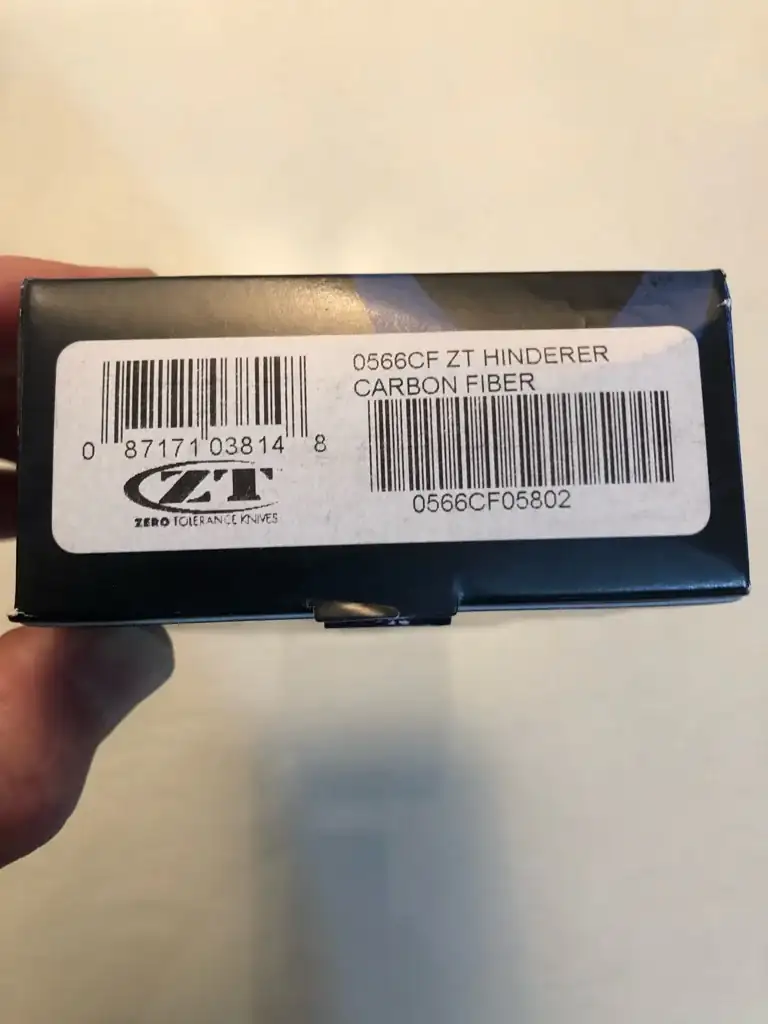 0566CF ZT HINDERER
CARBON FIBER
0 87171 03814 8
ZT
ZERO TOLERANCE KNIVES
0566CF05802